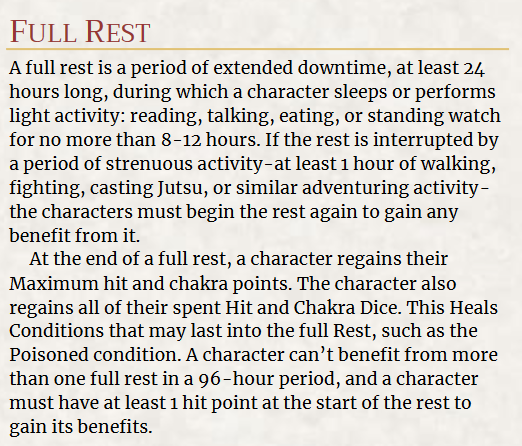 FULL REST
A full rest is a period of extended downtime, at least 24
hours long, during which a character sleeps or performs
light activity: reading, talking, eating, or standing watch
for no more than 8-12 hours. If the rest is interrupted by
a period of strenuous activity-at least 1 hour of walking,
fighting, casting Jutsu, or similar adventuring activity-
the characters must begin the rest again to gain any
benefit from it.
At the end of a full rest, a character regains their
Maximum hit and chakra points. The character also
regains all of their spent Hit and Chakra Dice. This Heals
Conditions that may last into the full Rest, such as the
Poisoned condition. A character can't benefit from more
than one full rest in a 96-hour period, and a character
must have at least 1 hit point at the start of the rest to
gain its benefits.